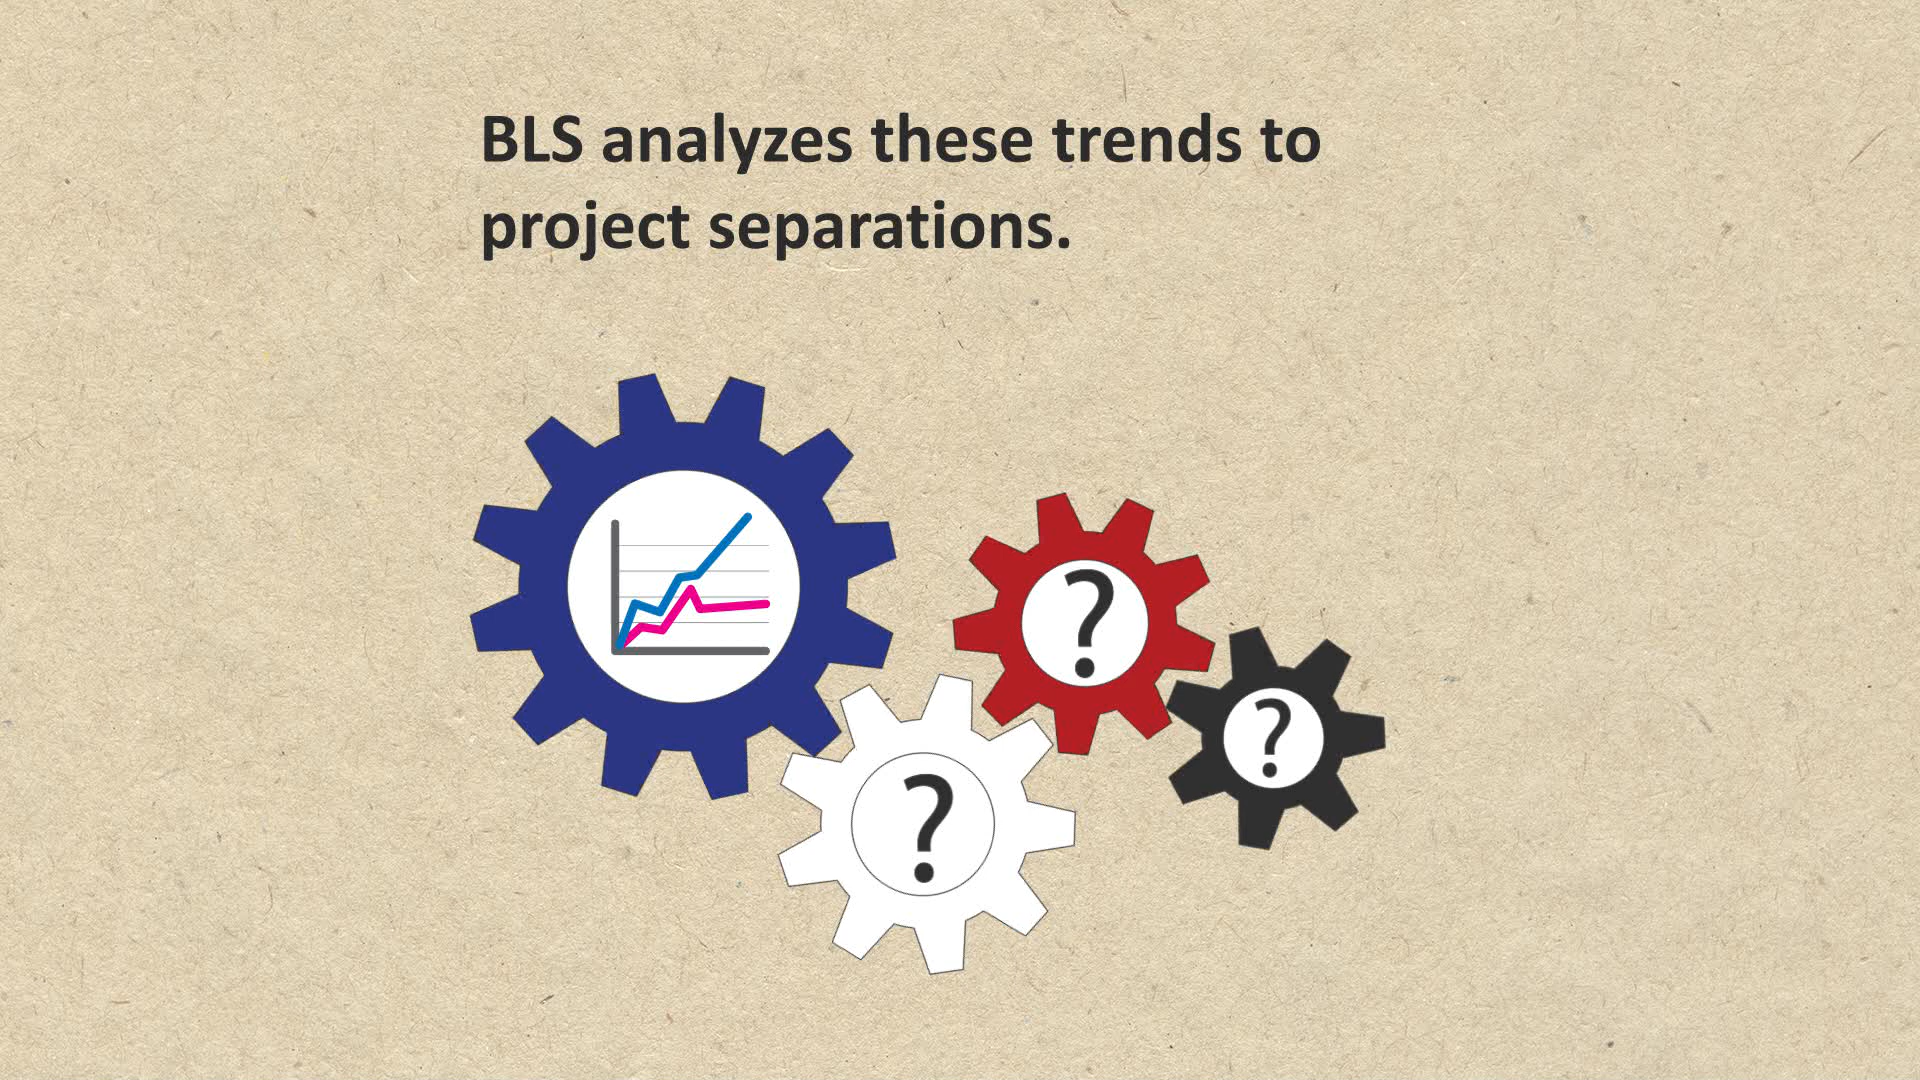 BLS analyzes these trends to
project separations.
?
?
?